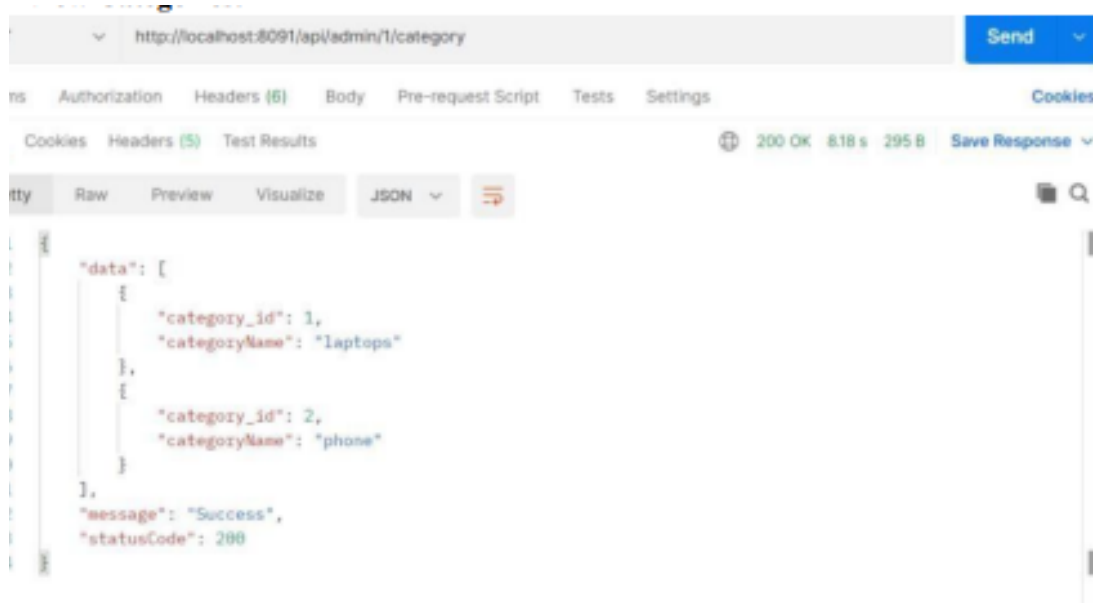 http://localhost:8091/api/admin/1/category Send
Authorization Headers (6) Body Pre-request Script Tests Settings Cookies
Cookies Headers (5) Test Results 200 OK 8.18 s 295 B Save Response
Raw Preview Visualize JSON
{
"data": [
{
"category_id": 1,
"categoryName": "laptops"
},
{
"category_id": 2,
"categoryName": "phone"
}
],
"message": "Success",
"statusCode": 200
}